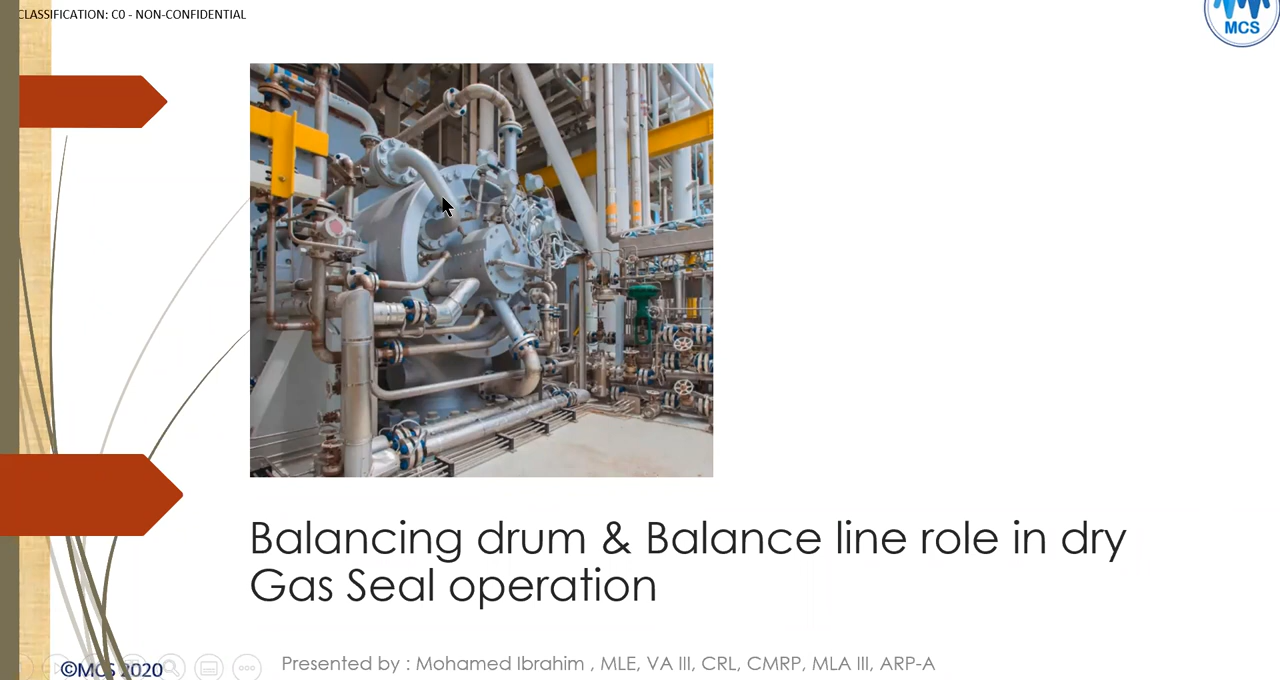 CLASSIFICATION: C0 - NON-CONFIDENTIAL
MCS
Balancing drum & Balance line role in dry
Gas Seal operation
©MCS 2020
Presented by : Mohamed Ibrahim , MLE, VA III, CRL, CMRP, MLA III, ARP-A